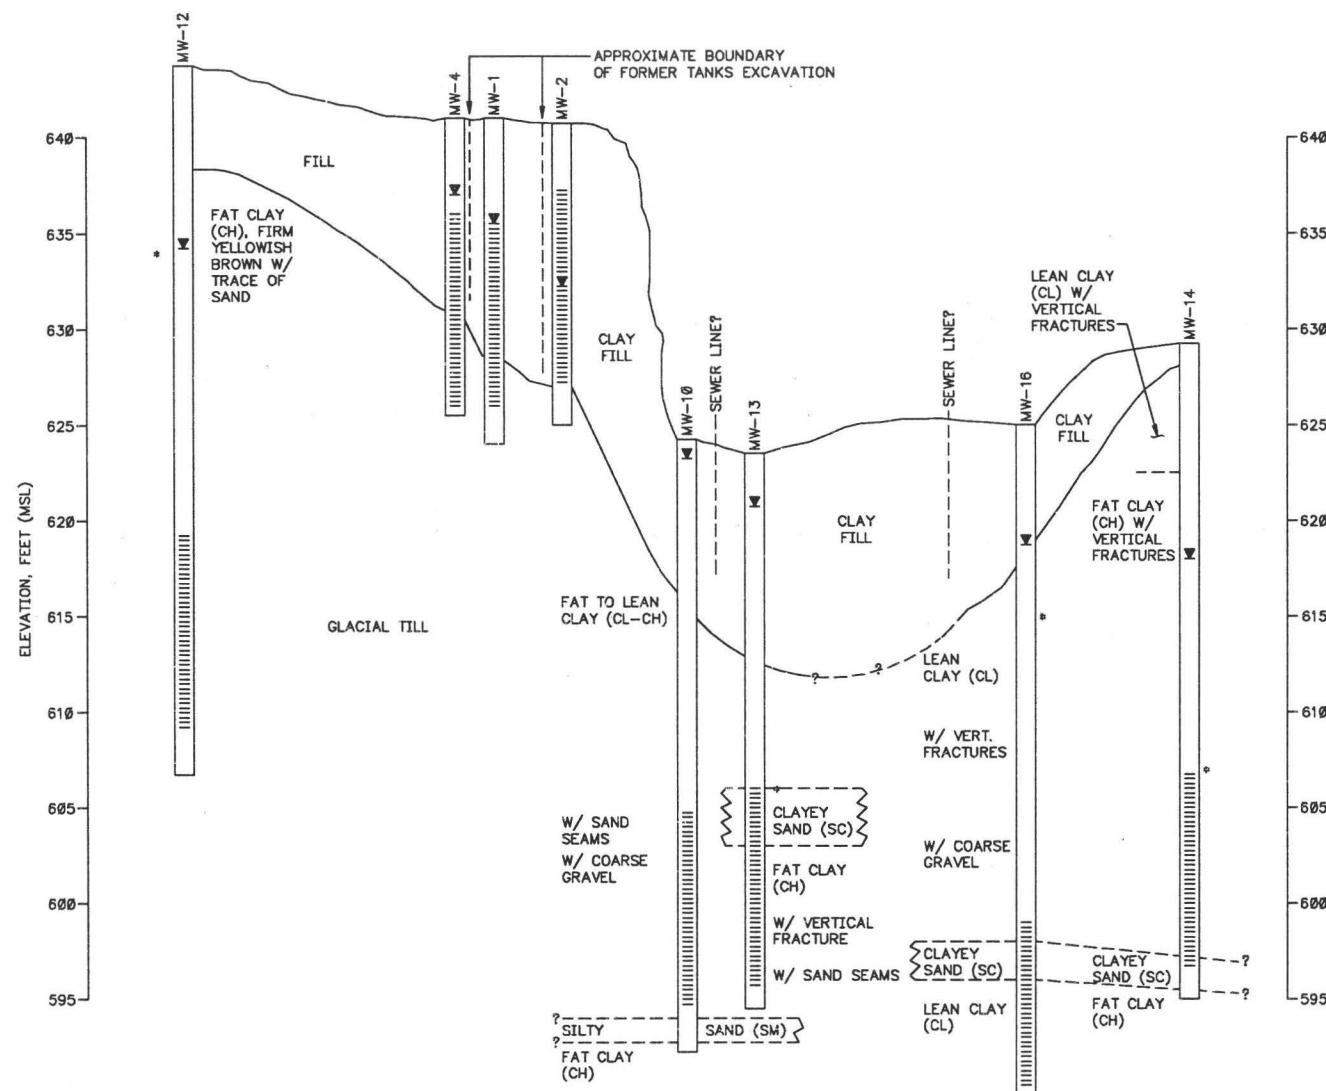 MW-12
MW-4
MW-1
MW-2
APPROXIMATE BOUNDARY
OF FORMER TANKS EXCAVATION
640
635
630
625
620
615
610
605
600
595
ELEVATION, FEET (MSL)
FILL
FAT CLAY
(CH), FIRM
YELLOWISH
BROWN W/
TRACE OF
SAND
*
GLACIAL TILL
CLAY
FILL
MW-10
SEWER LINE?
MW-13
SEWER LINE?
MW-16
MW-14
LEAN CLAY
(CL) W/
VERTICAL
FRACTURES
CLAY
FILL
CLAY
FILL
FAT CLAY
(CH) W/
VERTICAL
FRACTURES
FAT TO LEAN
CLAY (CL-CH)
*
?
?
LEAN
CLAY (CL)
W/ VERT.
FRACTURES
*
*
W/ SAND
SEAMS
W/ COARSE
GRAVEL
CLAYEY
SAND (SC)
FAT CLAY
(CH)
W/ VERTICAL
FRACTURE
W/ SAND SEAMS
W/ COARSE
GRAVEL
CLAYEY
SAND (SC)
LEAN CLAY
(CL)
CLAYEY
SAND (SC)
FAT CLAY
(CH)
?
?
?
SILTY SAND (SM)
?
FAT CLAY
(CH)
640
635
630
625
620
615
610
605
600
595